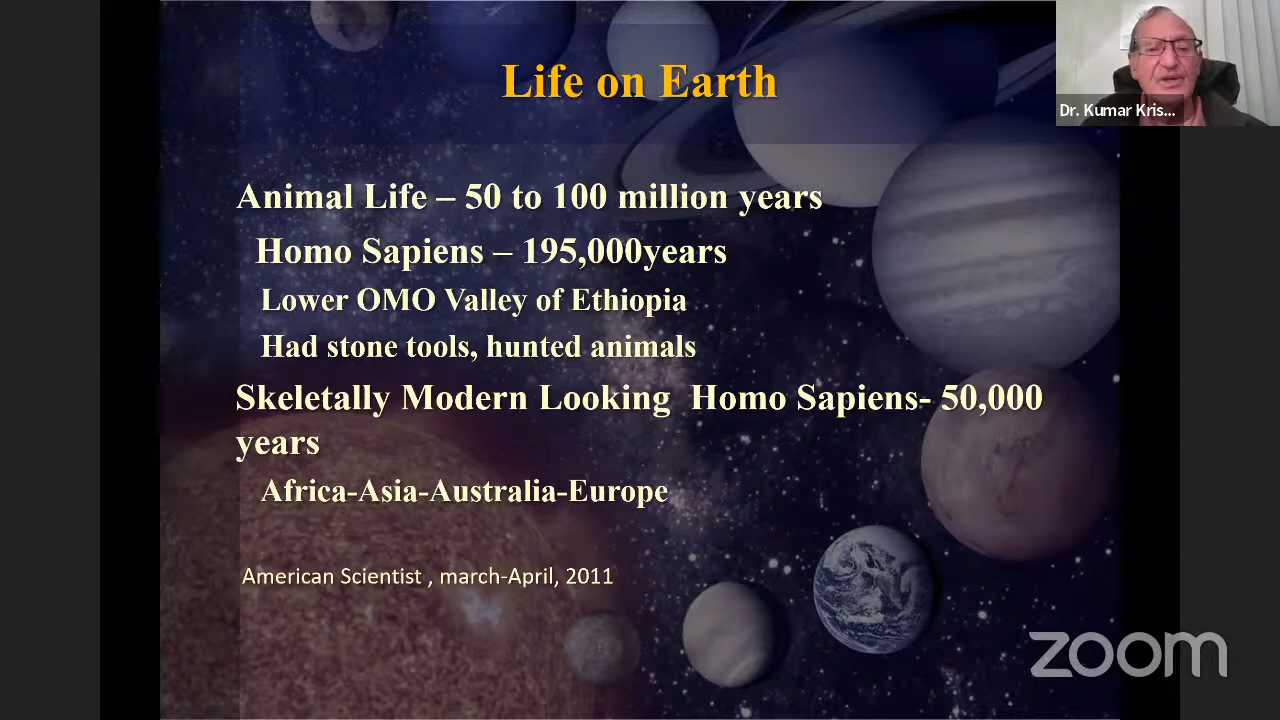 Life on Earth
Dr. Kumar Kris...
Animal Life – 50 to 100 million years
Homo Sapiens – 195,000years
Lower OMO Valley of Ethiopia
Had stone tools, hunted animals
Skeletally Modern Looking Homo Sapiens- 50,000
years
Africa-Asia-Australia-Europe
American Scientist , march-April, 2011
zoom